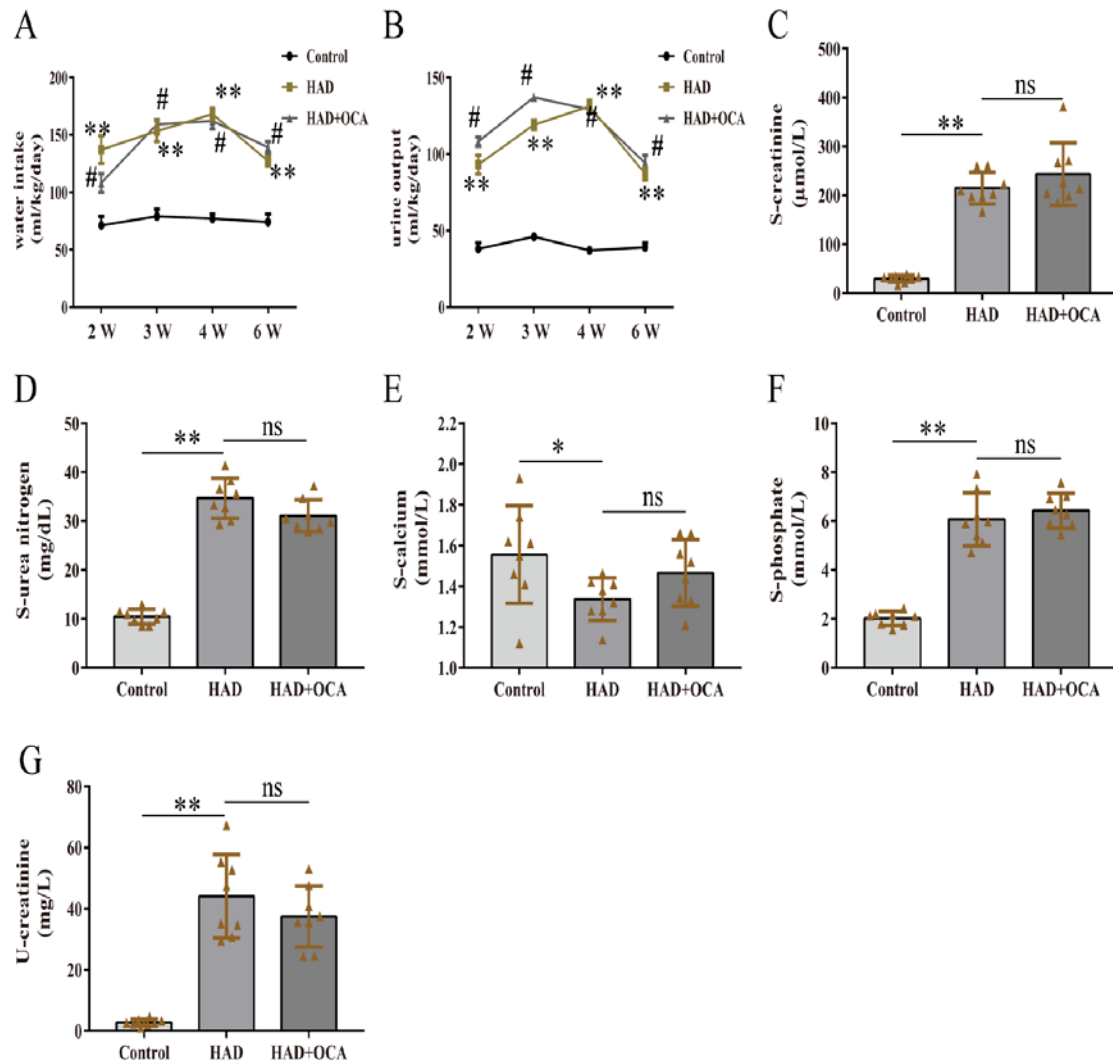 A
water intake
(ml/kg/day)
200
150
100
50
0
2 W
3 W
4 W
6 W
**
#
#
**
**
#
#
**
Control
HAD
HAD+OCA
B
urine output
(ml/kg/day)
150
100
50
0
2 W
3 W
4 W
6 W
#
**
#
**
**
#
#
**
Control
HAD
HAD+OCA
C
S-creatinine
(μmol/L)
500
400
300
200
100
0
**
ns
Control
HAD
HAD+OCA
D
S-urea nitrogen
(mg/dL)
50
40
30
20
10
0
**
ns
Control
HAD
HAD+OCA
E
S-calcium
(mmol/L)
2.2
2.0
1.8
1.6
1.4
1.2
1.0
*
ns
Control
HAD
HAD+OCA
F
S-phosphate
(mmol/L)
10
8
6
4
2
0
**
ns
Control
HAD
HAD+OCA
G
U-creatinine
(mg/L)
80
60
40
20
0
**
ns
Control
HAD
HAD+OCA